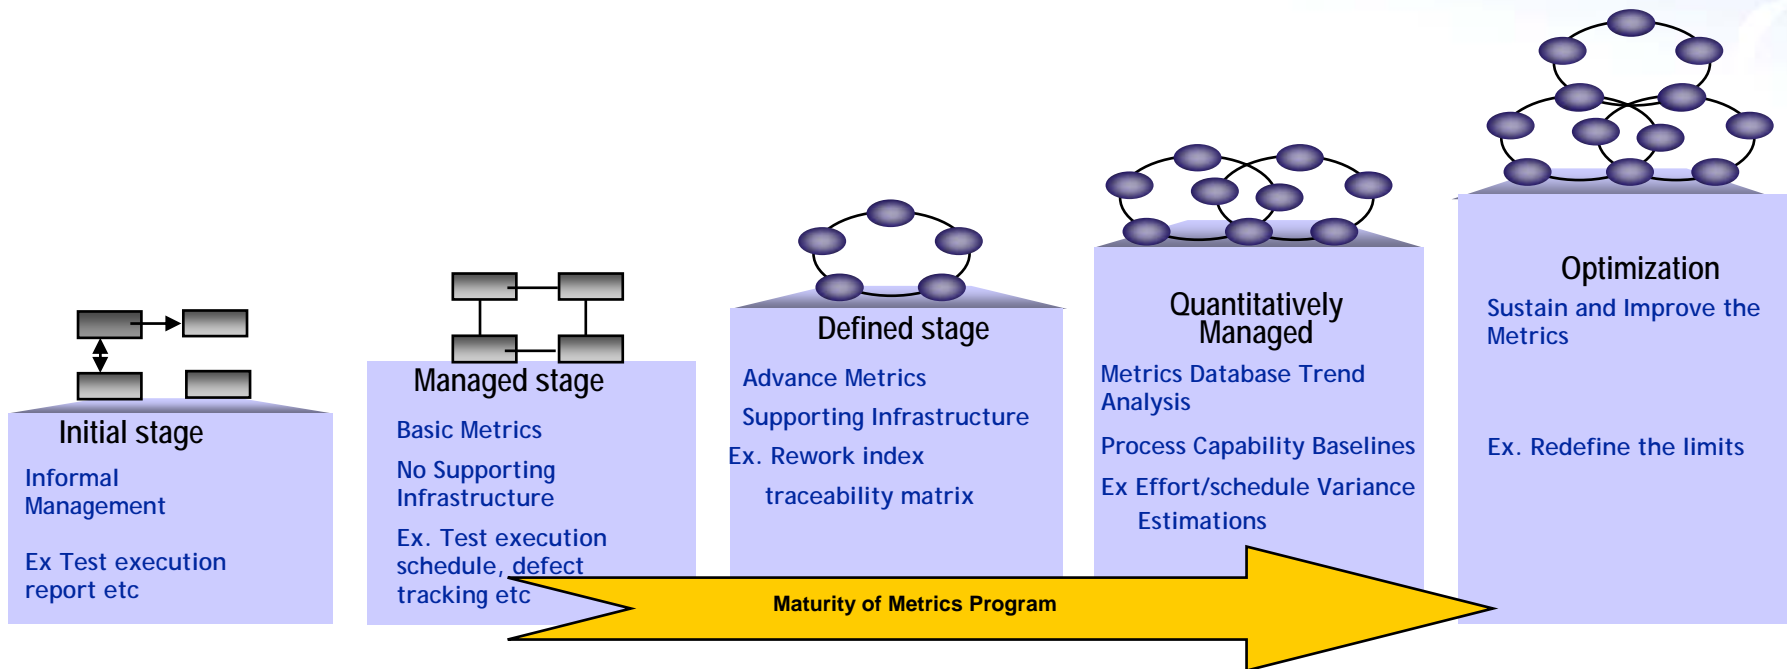 Initial stage
Informal
Management
Ex Test execution
report etc
Managed stage
Basic Metrics
No Supporting
Infrastructure
Ex. Test execution
schedule, defect
tracking etc
Defined stage
Advance Metrics
Supporting Infrastructure
Ex. Rework index
traceability matrix
Quantitatively
Managed
Metrics Database Trend
Analysis
Process Capability Baselines
Ex Effort/schedule Variance
Estimations
Optimization
Sustain and Improve the
Metrics
Ex. Redefine the limits
Maturity of Metrics Program